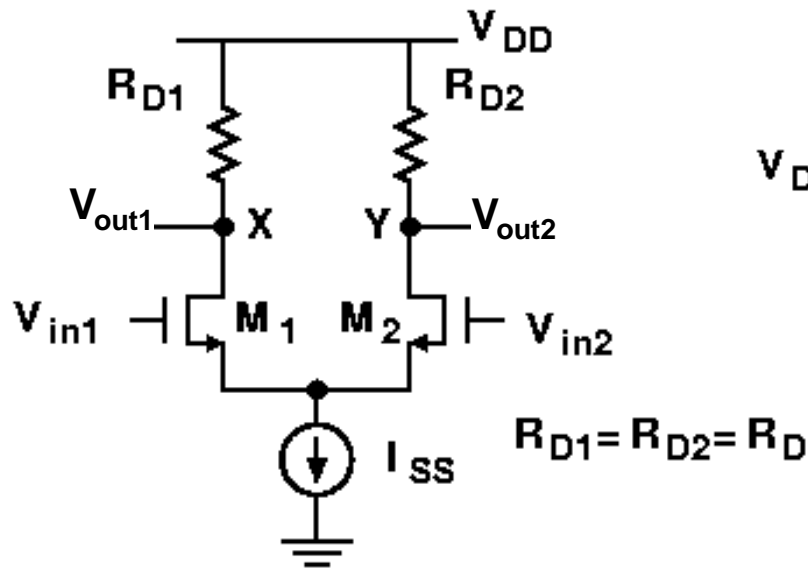 V_DD
R_D1
R_D2
V_D
V_out1
X
Y
V_out2
V_in1
M_1
M_2
V_in2
I_SS
R_D1 = R_D2 = R_D